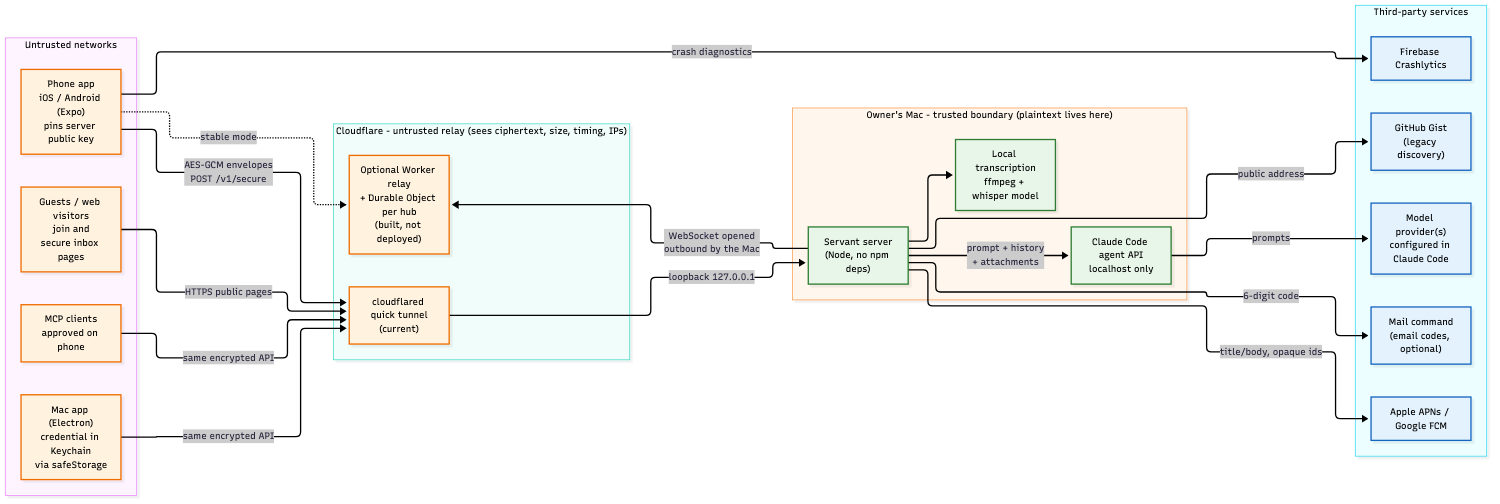 Untrusted networks
Phone app
iOS / Android
(Expo)
pins server
public key
Guests / web
visitors
join and
secure inbox
pages
MCP clients
approved on
phone
Mac app
(Electron)
credential in
Keychain
via safeStorage
crash diagnostics
stable mode
AES-GCM envelopes
POST /v1/secure
HTTPS public pages
same encrypted API
same encrypted API
Cloudflare - untrusted relay (sees ciphertext, size, timing, IPs)
Optional Worker
relay
+ Durable Object
per hub
(built, not
deployed)
cloudflared
quick tunnel
(current)
WebSocket opened
outbound by the Mac
loopback 127.0.0.1
Owner's Mac - trusted boundary (plaintext lives here)
Local
transcription
ffmpeg +
whisper model
Servant server
(Node, no npm
deps)
prompt + history
+ attachments
Claude Code
agent API
localhost only
public address
prompts
6-digit code
title/body, opaque ids
Third-party services
Firebase
Crashlytics
GitHub Gist
(legacy
discovery)
Model
provider(s)
configured in
Claude Code
Mail command
(email codes,
optional)
Apple APNs /
Google FCM